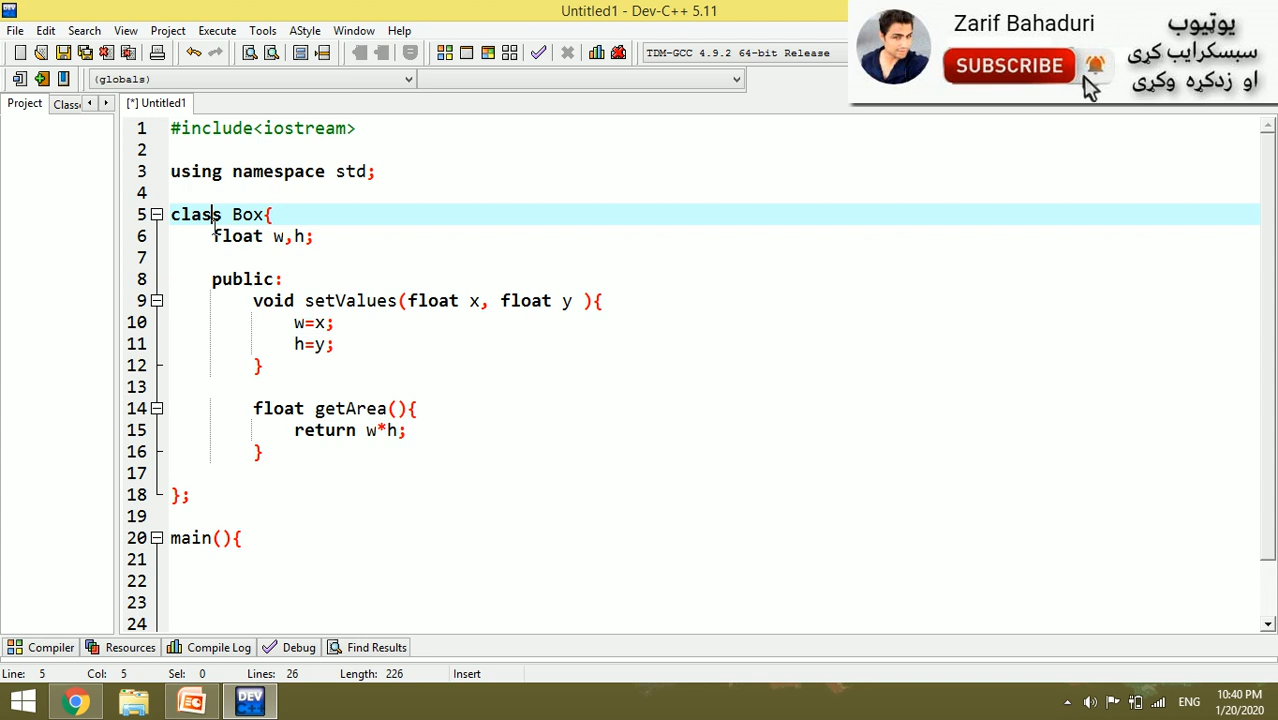 Untitled1 - Dev-C++ 5.11
File Edit Search View Project Execute Tools AStyle Window Help
TDM-GCC 4.9.2 64-bit Release
(globals)
Project Classe [*] Untitled1
Zarif Bahaduri
SUBSCRIBE
یوټیوب
سبسکرایب کړی
او زدکړه وکړی
1 #include<iostream>
2
3 using namespace std;
4
5 class Box{
6 float w,h;
7
8 public:
9 void setValues(float x, float y ){
10 w=x;
11 h=y;
12 }
13
14 float getArea(){
15 return w*h;
16 }
17
18 };
19
20 main(){
21
22
23
24
Compiler Resources Compile Log Debug Find Results
Line: 5 Col: 5 Sel: 0 Lines: 26 Length: 226 Insert
DEV
ENG
10:40 PM
1/20/2020